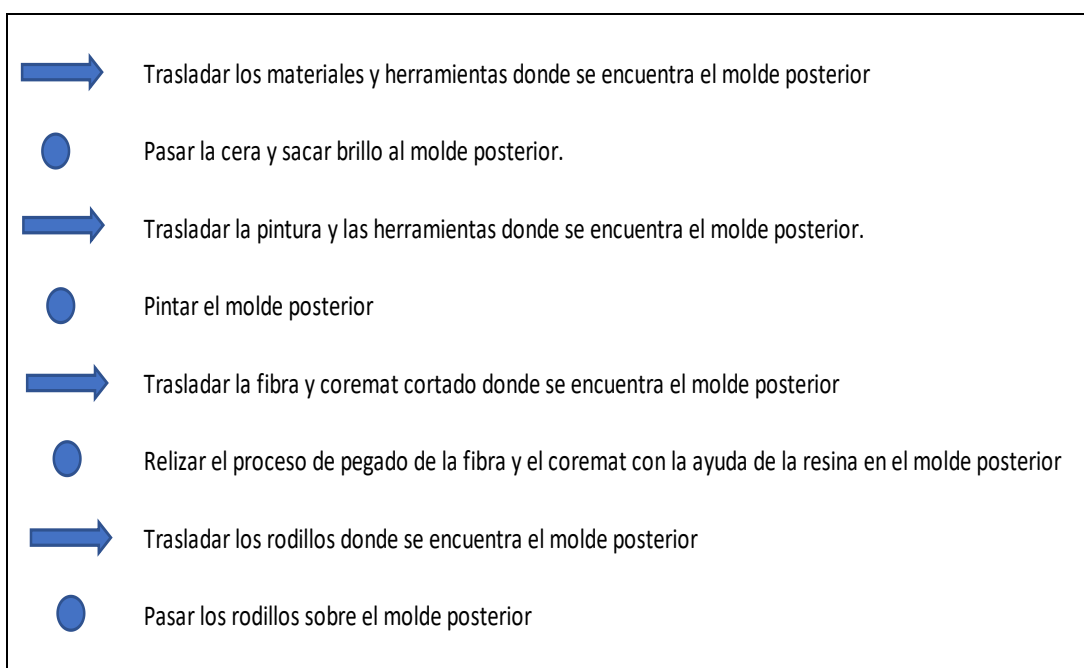 Trasladar los materiales y herramientas donde se encuentra el molde posterior
Pasar la cera y sacar brillo al molde posterior.
Trasladar la pintura y las herramientas donde se encuentra el molde posterior.
Pintar el molde posterior
Trasladar la fibra y coremat cortado donde se encuentra el molde posterior
Relizar el proceso de pegado de la fibra y el coremat con la ayuda de la resina en el molde posterior
Trasladar los rodillos donde se encuentra el molde posterior
Pasar los rodillos sobre el molde posterior